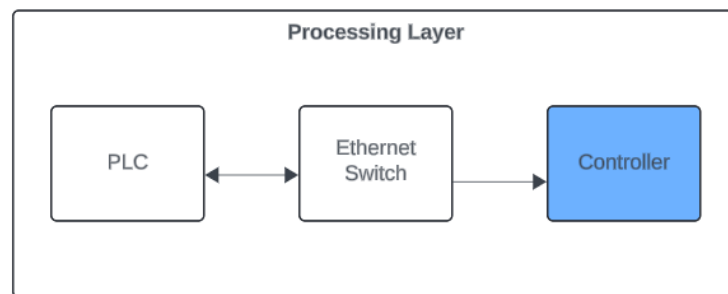 Processing Layer
PLC
Ethernet
Switch
Controller